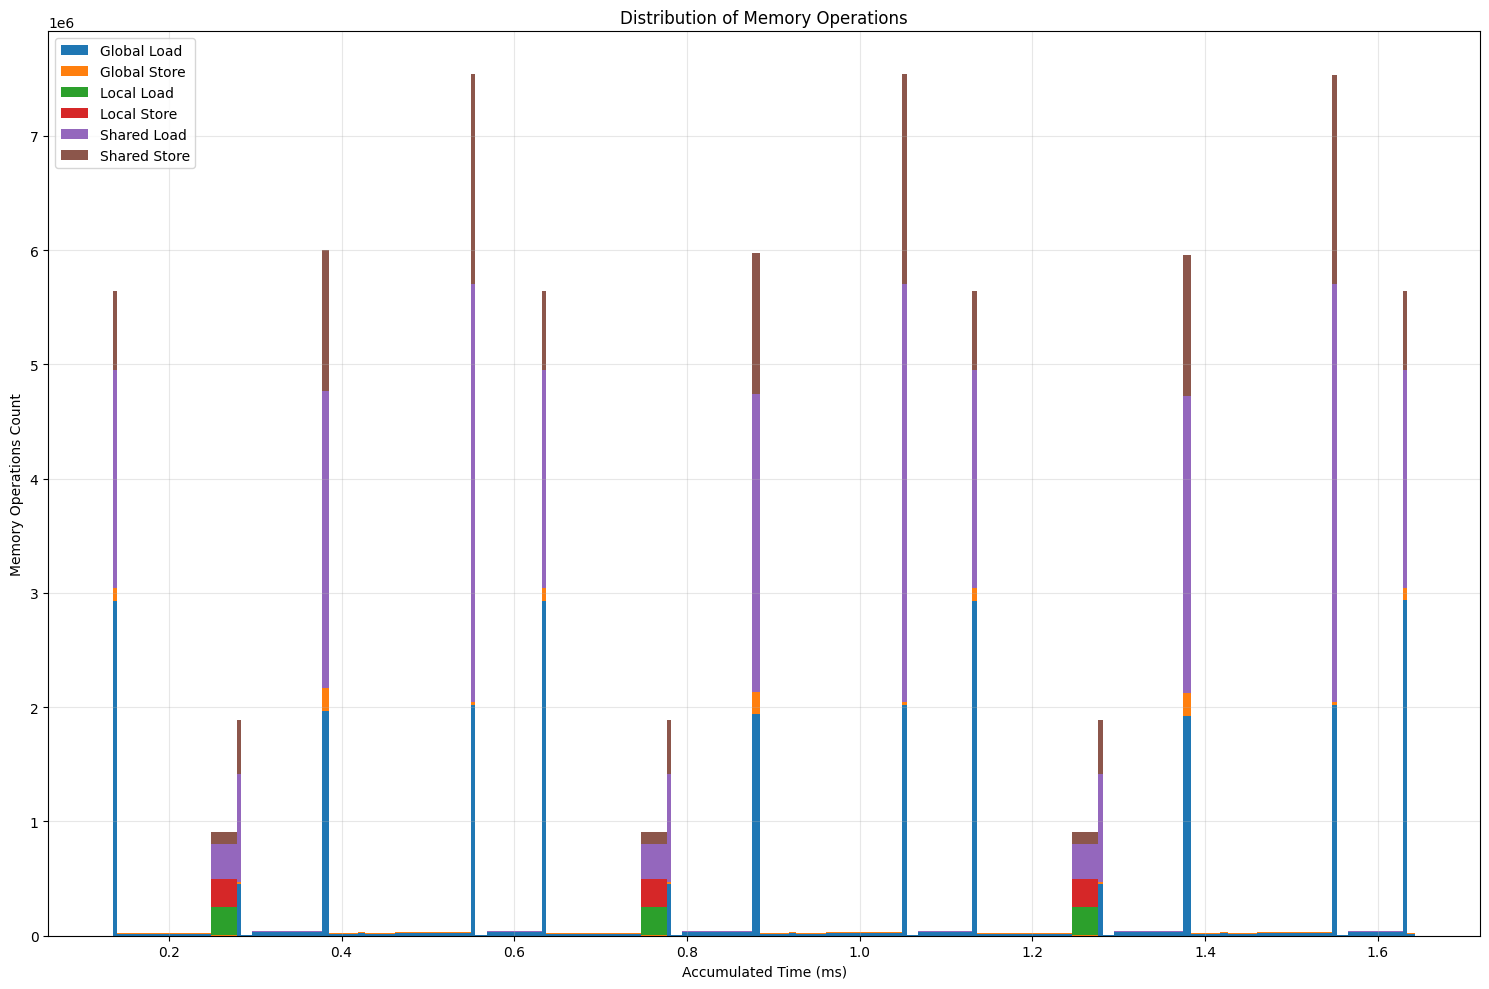 Distribution of Memory Operations
1e6
Global Load
Global Store
Local Load
Local Store
Shared Load
Shared Store
Memory Operations Count
7
6
5
4
3
2
1
0
0.2 0.4 0.6 0.8 1.0 1.2 1.4 1.6
Accumulated Time (ms)